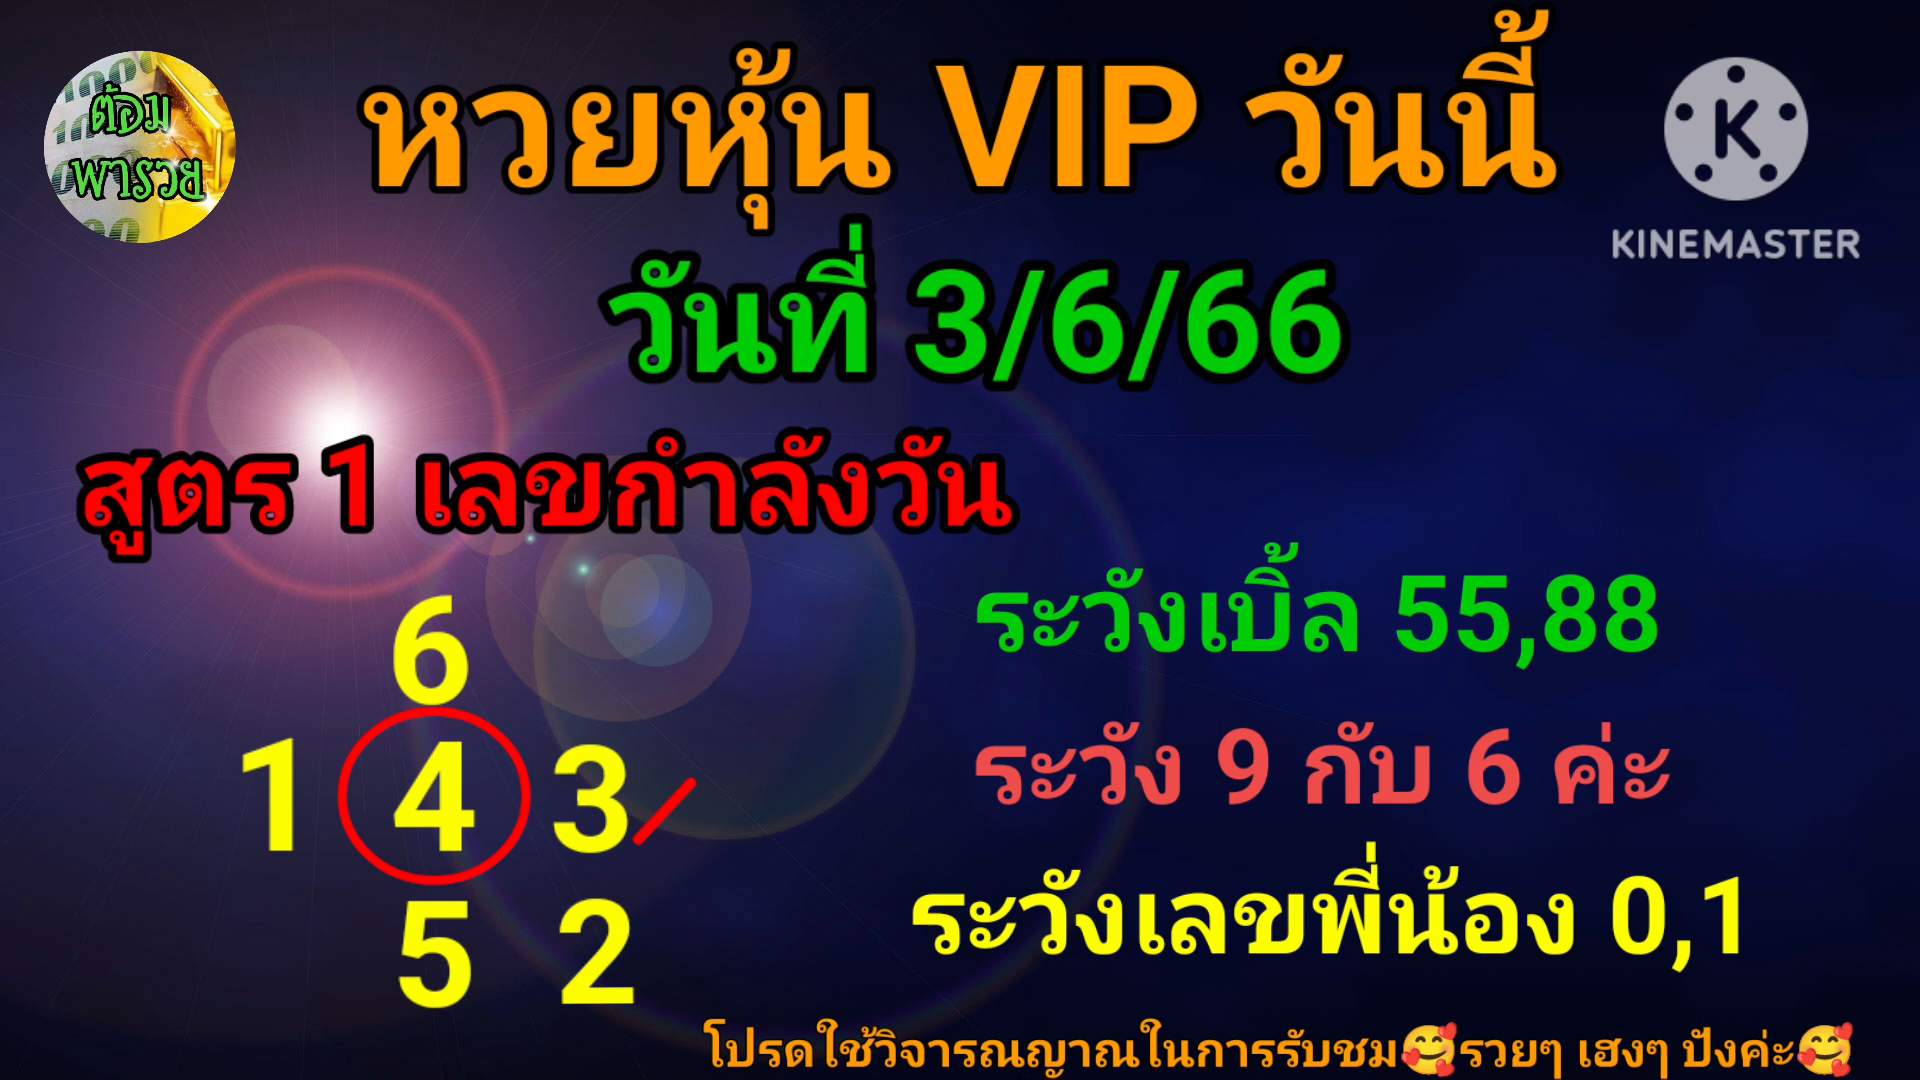 ต้อม
พารวย
หวยหุ้น VIP วันนี้
KINEMASTER
วันที่ 3/6/66
สูตร 1 เลขกำลังวัน
6
1 4 3
5 2
ระวังเบิ้ล 55,88
ระวัง 9 กับ 6 ค่ะ
ระวังเลขพี่น้อง 0,1
โปรดใช้วิจารณญาณในการรับชม🥰รวยๆ เฮงๆ ปังค่ะ🥰